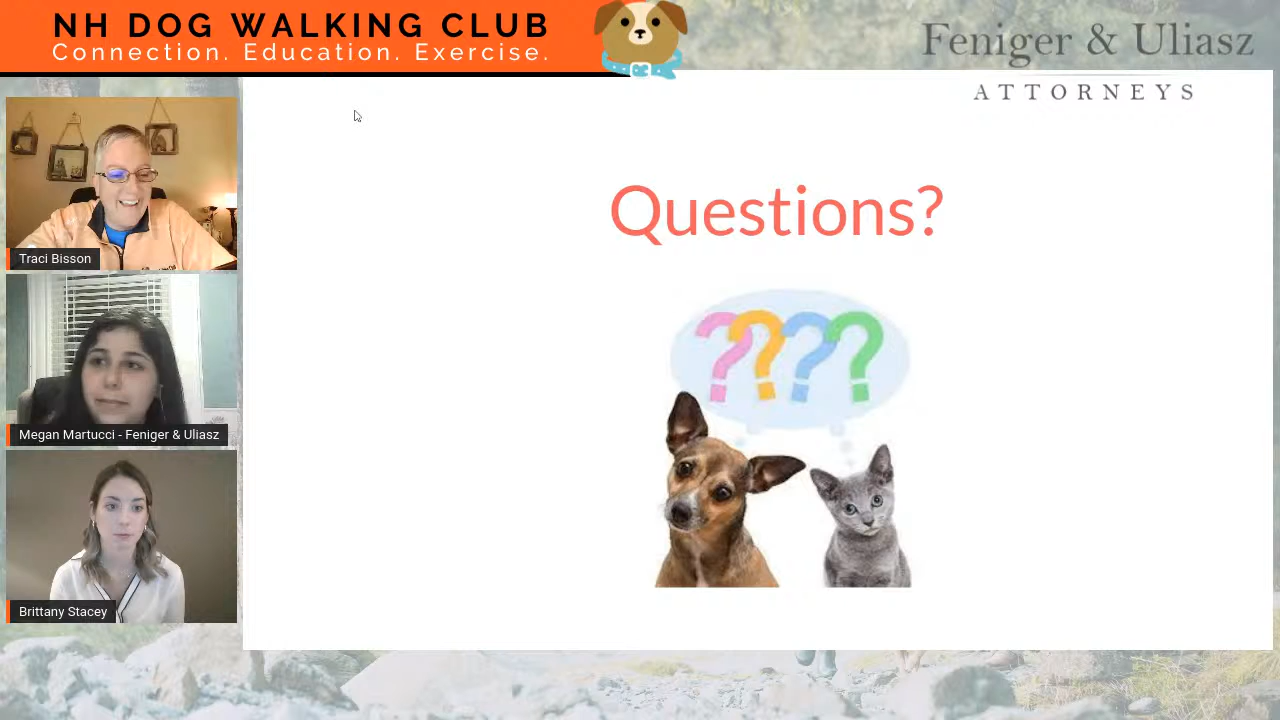 NH DOG WALKING CLUB
Connection. Education. Exercise.
Feniger & Uliasz
ATTORNEYS
Questions?
????
Traci Bisson
Megan Martucci - Feniger & Uliasz
Brittany Stacey